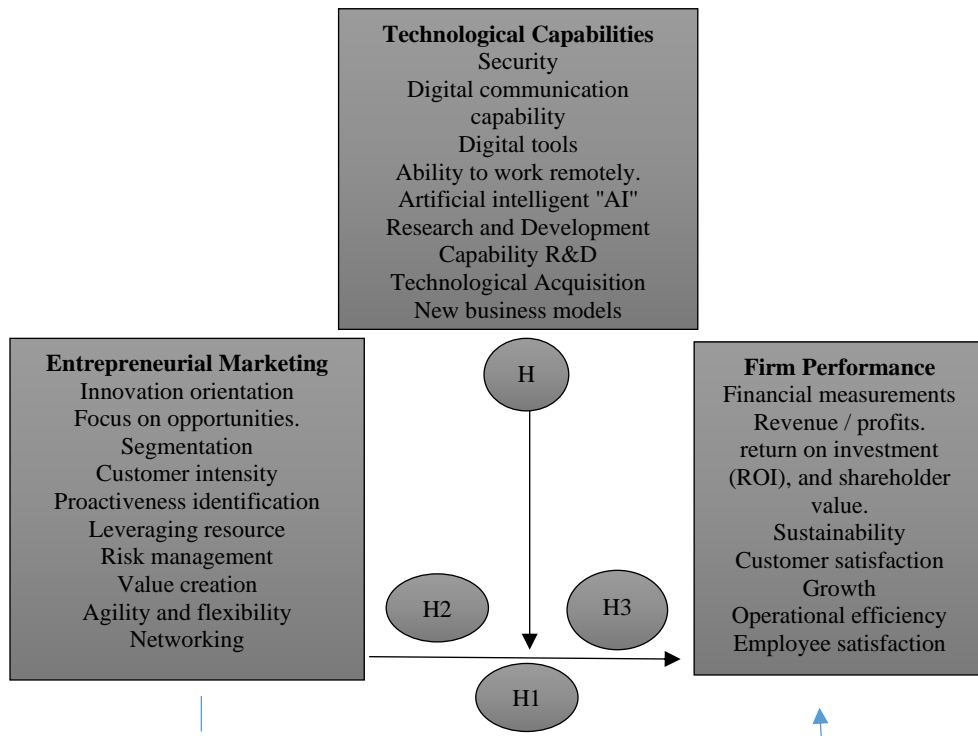 Technological Capabilities
Security
Digital communication
capability
Digital tools
Ability to work remotely.
Artificial intelligent "AI"
Research and Development
Capability R&D
Technological Acquisition
New business models
Entrepreneurial Marketing
Innovation orientation
Focus on opportunities.
Segmentation
Customer intensity
Proactiveness identification
Leveraging resource
Risk management
Value creation
Agility and flexibility
Networking
H
Firm Performance
Financial measurements
Revenue / profits.
return on investment
(ROI), and shareholder
value.
Sustainability
Customer satisfaction
Growth
Operational efficiency
Employee satisfaction
H2
H3
H1